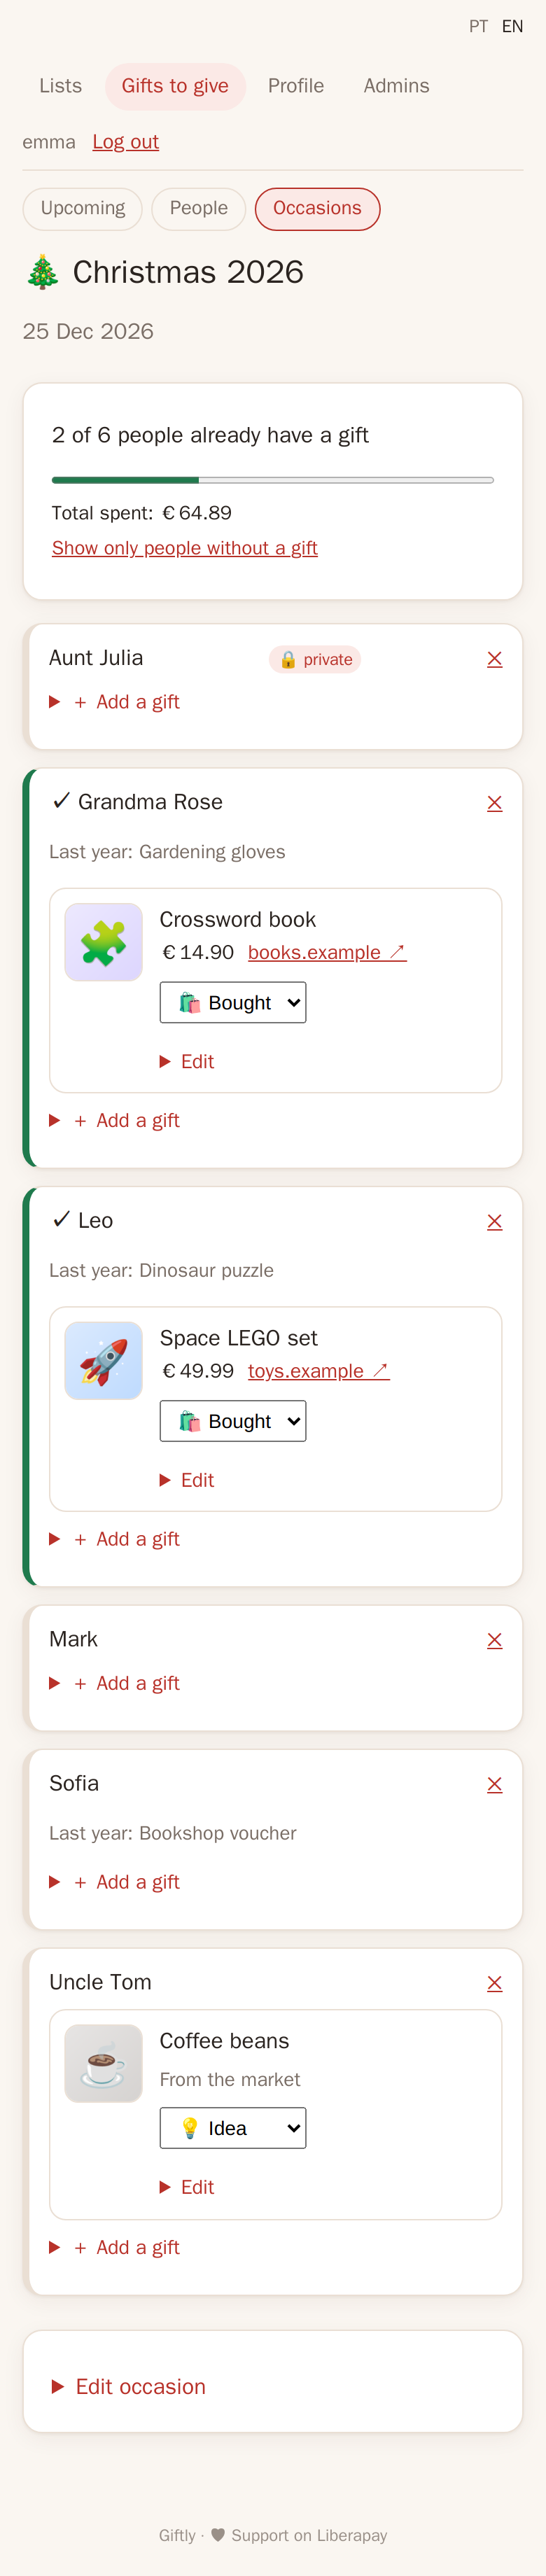 PT EN
Lists Gifts to give Profile Admins
emma Log out
Upcoming People Occasions
🎄 Christmas 2026
25 Dec 2026
2 of 6 people already have a gift
Total spent: € 64.89
Show only people without a gift
Aunt Julia 🔒 private ×
▶ + Add a gift
✓ Grandma Rose ×
Last year: Gardening gloves
Crossword book
€ 14.90 books.example ↗
🛍️ Bought
▶ Edit
▶ + Add a gift
✓ Leo ×
Last year: Dinosaur puzzle
Space LEGO set
€ 49.99 toys.example ↗
🛍️ Bought
▶ Edit
▶ + Add a gift
Mark ×
▶ + Add a gift
Sofia ×
Last year: Bookshop voucher
▶ + Add a gift
Uncle Tom ×
Coffee beans
From the market
💡 Idea
▶ Edit
▶ + Add a gift
▶ Edit occasion
Giftly · ♥ Support on Liberapay